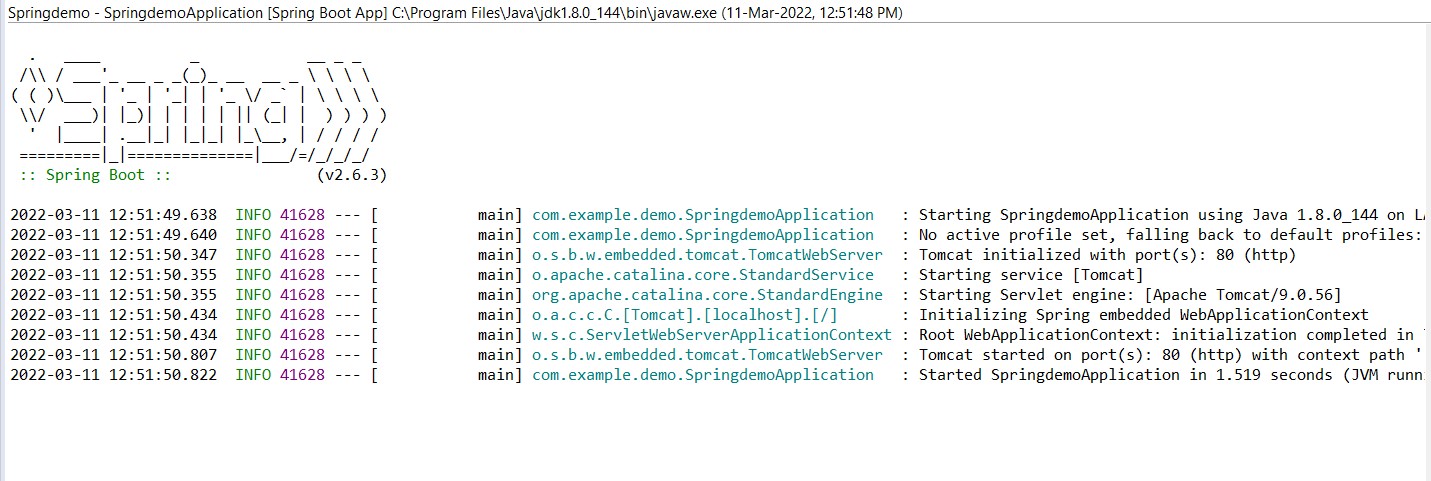 Springdemo - SpringdemoApplication [Spring Boot App] C:\Program Files\Java\jdk1.8.0_144\bin\javaw.exe (11-Mar-2022, 12:51:48 PM)
  .   ____          _            __ _ _
 /\\ / ___'_ __ _ _(_)_ __  __ _ \ \ \ \
( ( )\___ | '_ | '_| | '_ \/ _` | \ \ \ \
 \\/  ___)| |_)| | | | | || (_| |  ) ) ) )
  '  |____| .__|_| |_|_| |_\__, | / / / /
 =========|_|==============|___/=/_/_/_/
 :: Spring Boot ::                (v2.6.3)
2022-03-11 12:51:49.638  INFO 41628 --- [           main] com.example.demo.SpringdemoApplication   : Starting SpringdemoApplication using Java 1.8.0_144 on
2022-03-11 12:51:49.640  INFO 41628 --- [           main] com.example.demo.SpringdemoApplication   : No active profile set, falling back to default profiles:
2022-03-11 12:51:50.347  INFO 41628 --- [           main] o.s.b.w.embedded.tomcat.TomcatWebServer  : Tomcat initialized with port(s): 80 (http)
2022-03-11 12:51:50.355  INFO 41628 --- [           main] o.apache.catalina.core.StandardService   : Starting service [Tomcat]
2022-03-11 12:51:50.355  INFO 41628 --- [           main] org.apache.catalina.core.StandardEngine  : Starting Servlet engine: [Apache Tomcat/9.0.56]
2022-03-11 12:51:50.434  INFO 41628 --- [           main] o.a.c.c.C.[Tomcat].[localhost].[/]       : Initializing Spring embedded WebApplicationContext
2022-03-11 12:51:50.434  INFO 41628 --- [           main] w.s.c.ServletWebServerApplicationContext : Root WebApplicationContext: initialization completed in
2022-03-11 12:51:50.807  INFO 41628 --- [           main] o.s.b.w.embedded.tomcat.TomcatWebServer  : Tomcat started on port(s): 80 (http) with context path '
2022-03-11 12:51:50.822  INFO 41628 --- [           main] com.example.demo.SpringdemoApplication   : Started SpringdemoApplication in 1.519 seconds (JVM